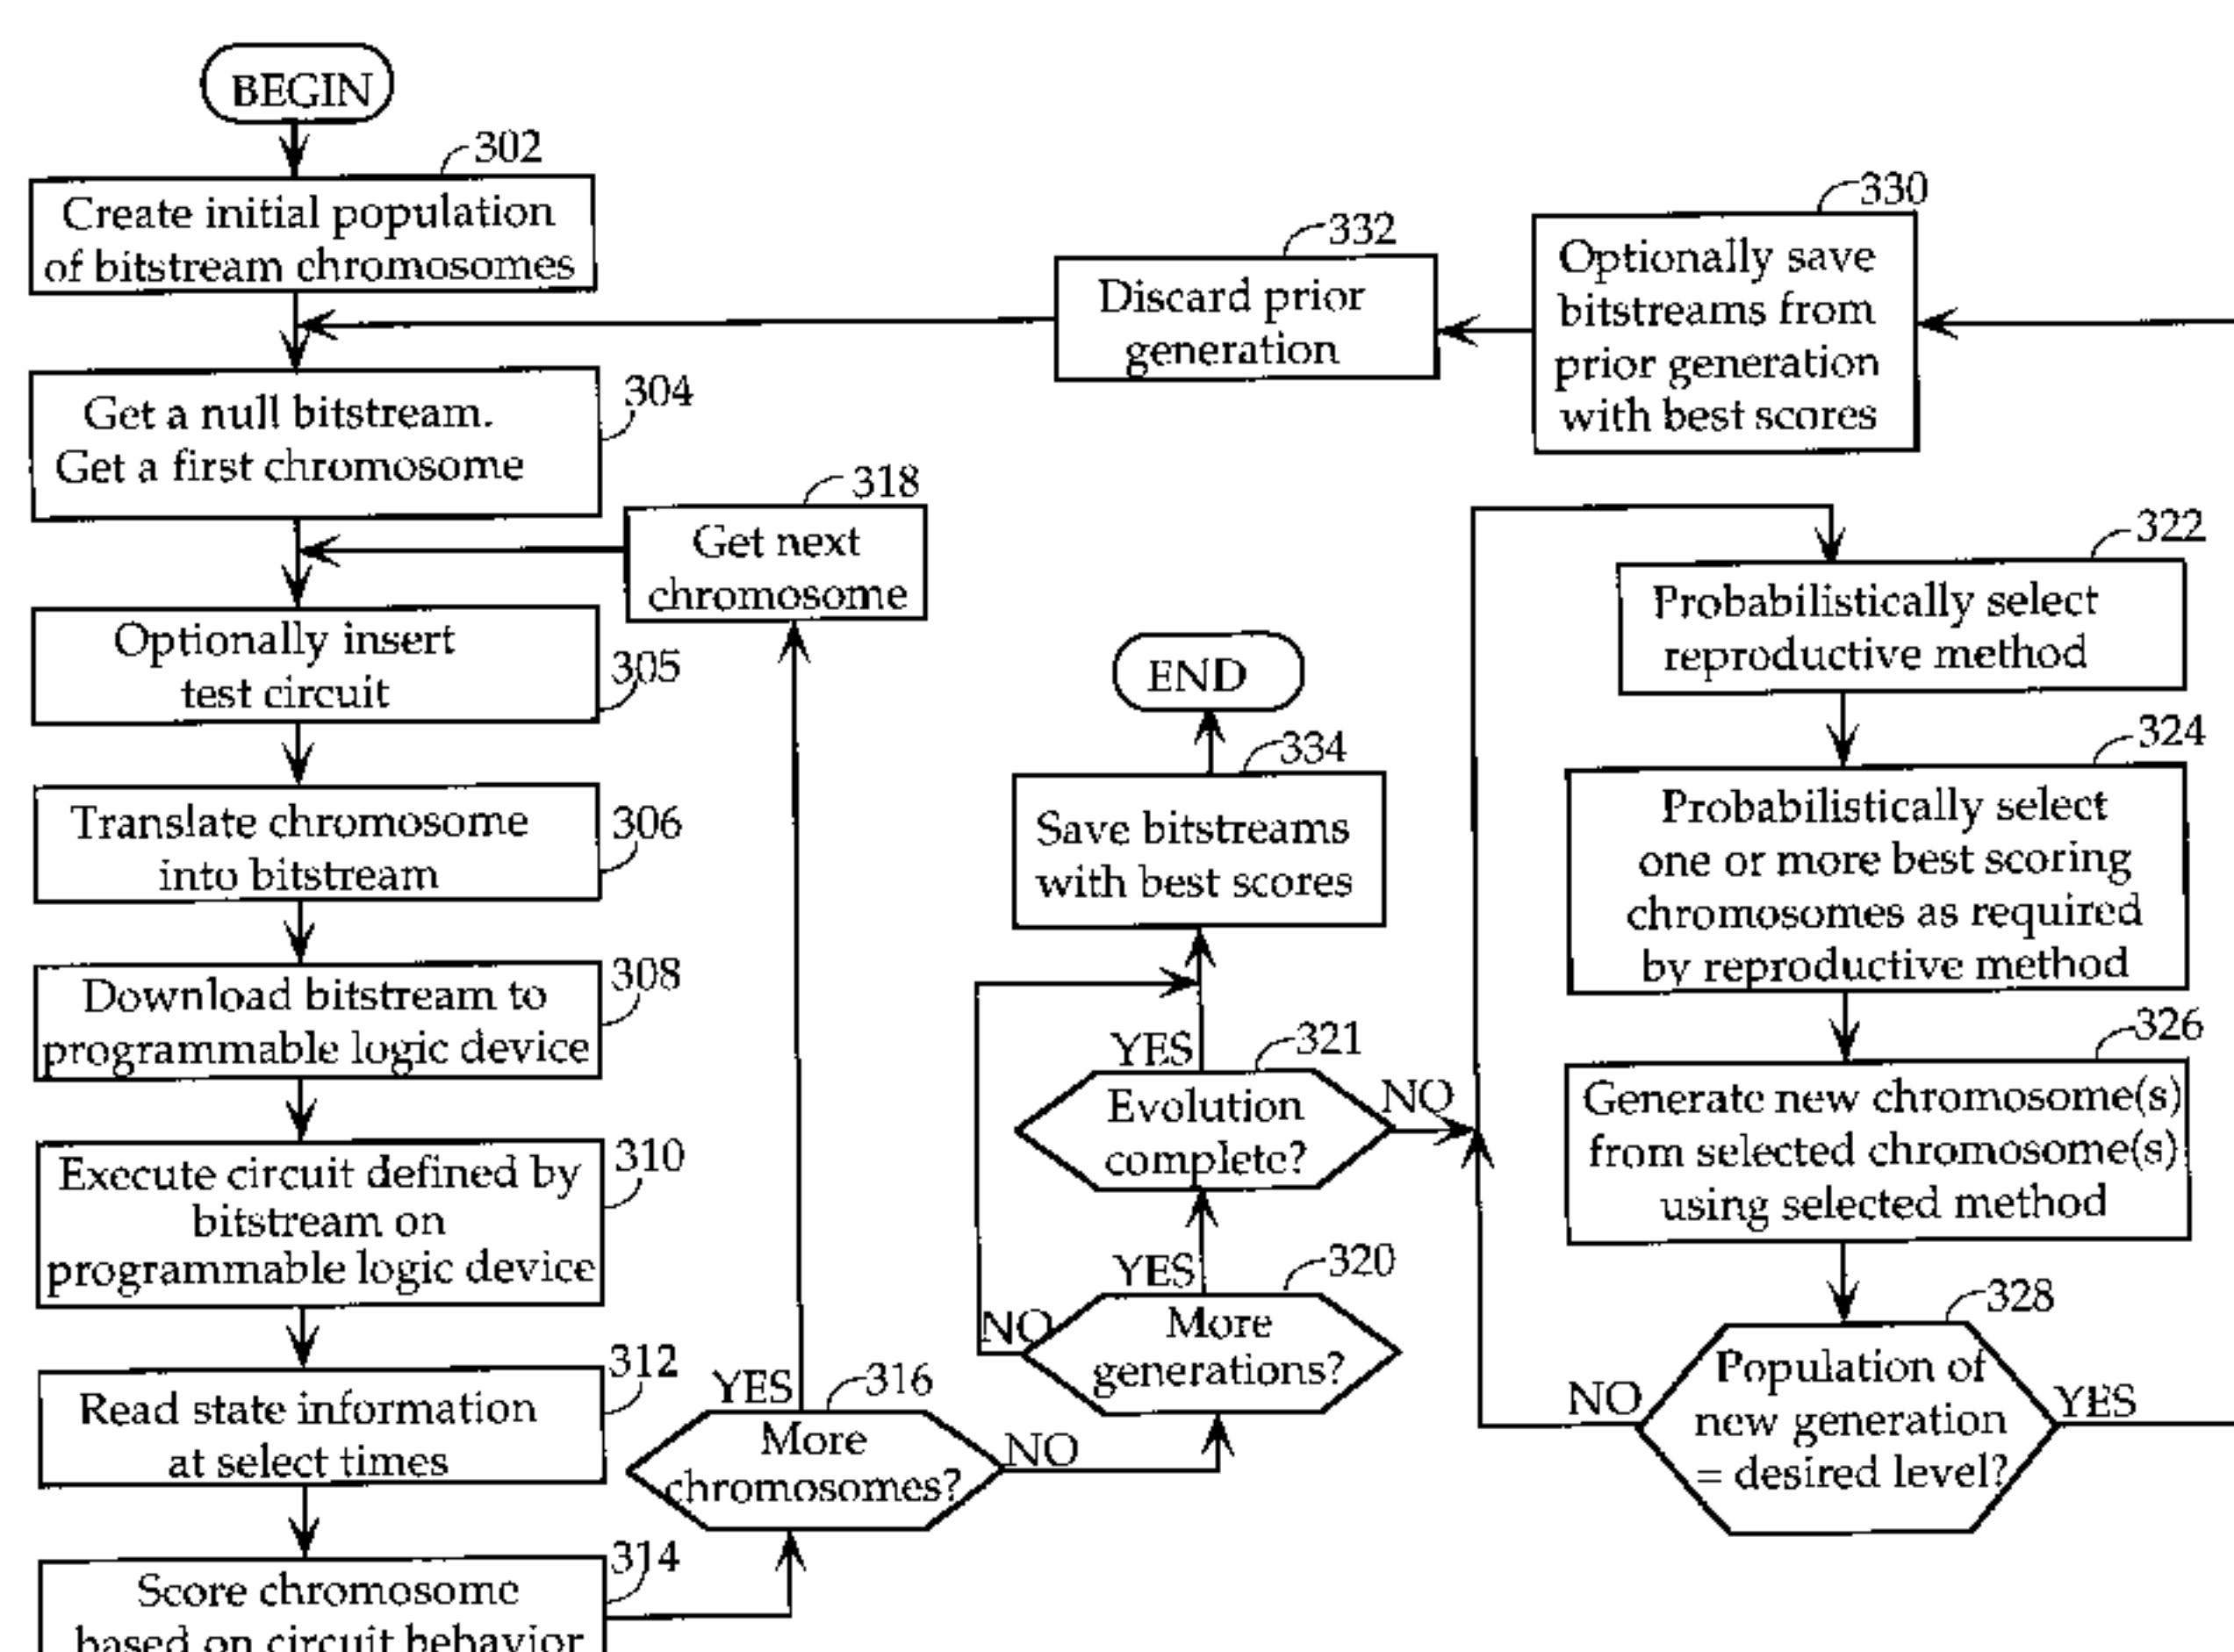 BEGIN
302
Create initial population
of bitstream chromosomes
304
Get a null bitstream.
Get a first chromosome
318
Get next
chromosome
305
Optionally insert
test circuit
306
Translate chromosome
into bitstream
308
Download bitstream to
programmable logic device
310
Execute circuit defined by
bitstream on
programmable logic device
312
Read state information
at select times
314
Score chromosome
based on circuit behavior
316
More
chromosomes?
YES
NO
320
More
generations?
YES
NO
321
Evolution
complete?
YES
NO
334
Save bitstreams
with best scores
END
322
Probabilistically select
reproductive method
324
Probabilistically select
one or more best scoring
chromosomes as required
by reproductive method
326
Generate new chromosome(s)
from selected chromosome(s)
using selected method
328
Population of
new generation
= desired level?
NO
YES
330
Optionally save
bitstreams from
prior generation
with best scores
332
Discard prior
generation